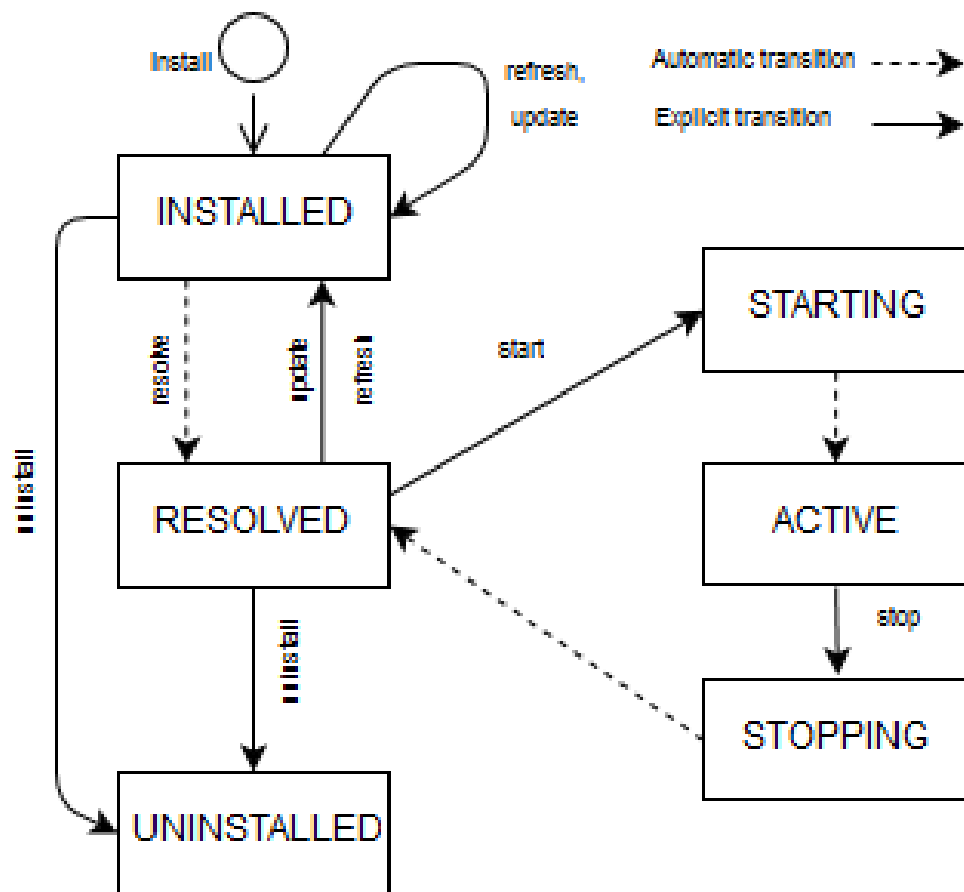 Install
refresh,
update
Automatic transition
Explicit transition
INSTALLED
STARTING
resolve
update
refresh
start
uninstall
RESOLVED
ACTIVE
uninstall
stop
STOPPING
UNINSTALLED